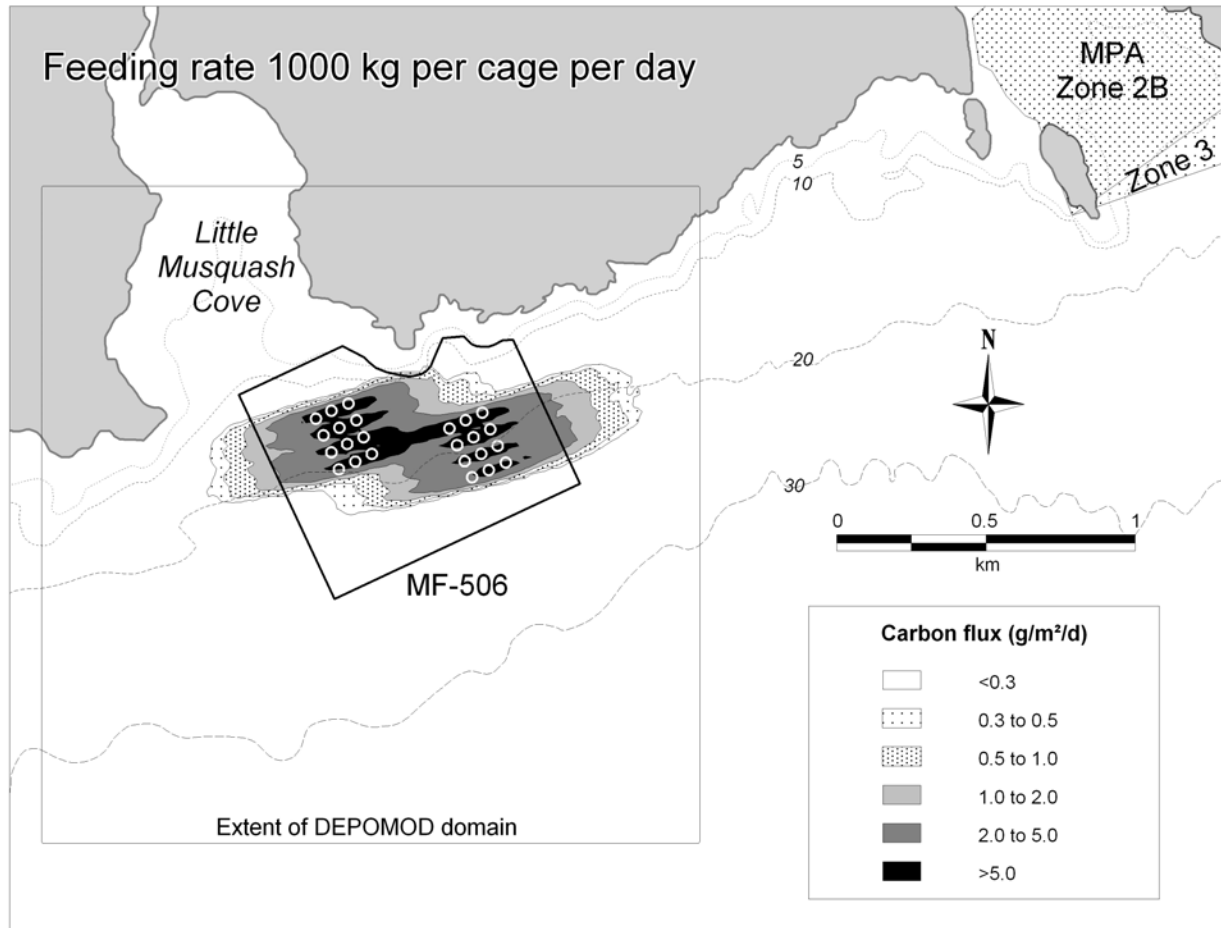 Feeding rate 1000 kg per cage per day
MPA
Zone 2B
Zone 3
5
10
Little
Musquash
Cove
N
20
30
0 0.5 1
km
MF-506
Carbon flux (g/m²/d)
<0.3
0.3 to 0.5
0.5 to 1.0
1.0 to 2.0
2.0 to 5.0
>5.0
Extent of DEPOMOD domain